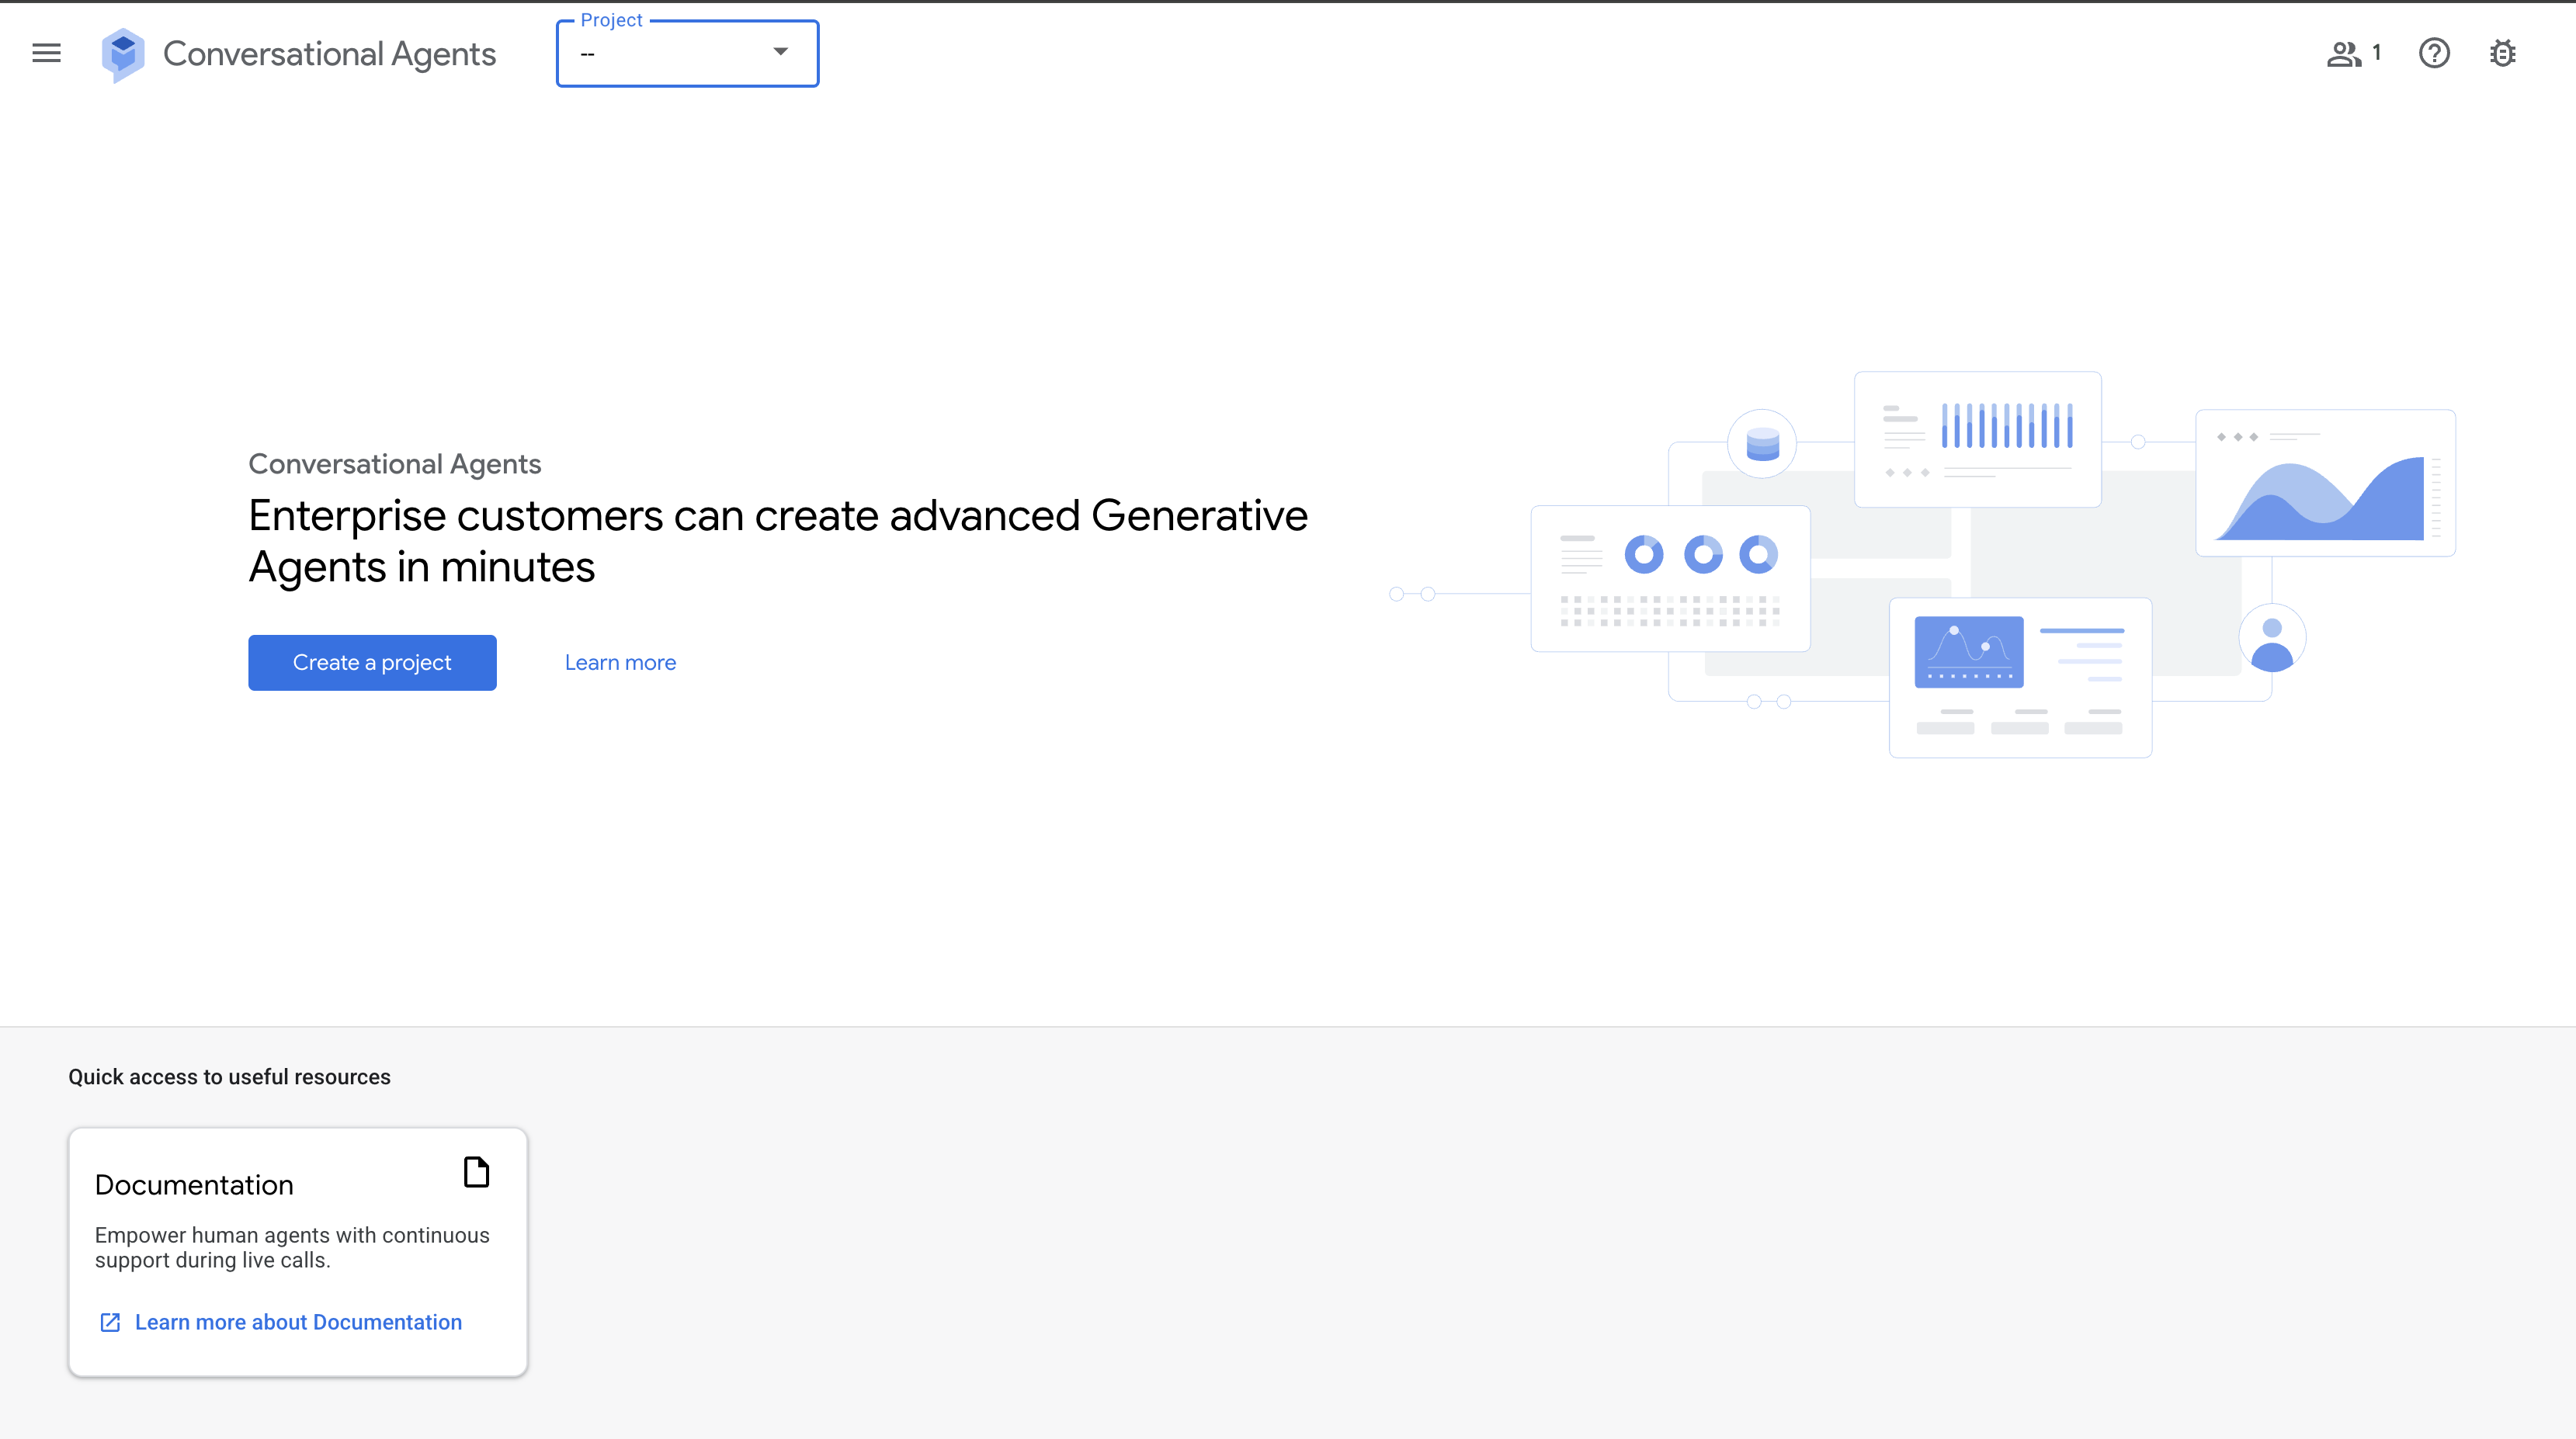 Project
Conversational Agents
--
1
Conversational Agents
Enterprise customers can create advanced Generative
Agents in minutes
Create a project
Learn more
Quick access to useful resources
Documentation
Empower human agents with continuous
support during live calls.
Learn more about Documentation